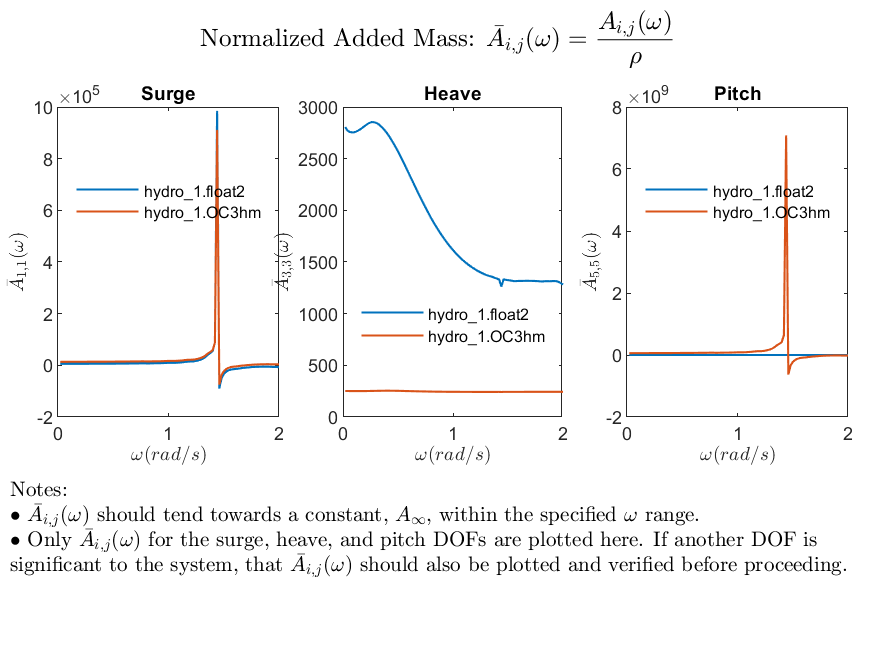 Normalized Added Mass: Ā_{i,j}(ω) = A_{i,j}(ω) / ρ
Surge
×10^5
10
8
6
4
2
0
-2
0
1
2
Ā_{1,1}(ω)
ω(rad/s)
hydro_1.float2
hydro_1.OC3hm
Heave
3000
2500
2000
1500
1000
500
0
0
1
2
Ā_{3,3}(ω)
ω(rad/s)
hydro_1.float2
hydro_1.OC3hm
Pitch
×10^9
8
6
4
2
0
-2
0
1
2
Ā_{5,5}(ω)
ω(rad/s)
hydro_1.float2
hydro_1.OC3hm
Notes:
• Ā_{i,j}(ω) should tend towards a constant, A_∞, within the specified ω range.
• Only Ā_{i,j}(ω) for the surge, heave, and pitch DOFs are plotted here. If another DOF is
significant to the system, that Ā_{i,j}(ω) should also be plotted and verified before proceeding.